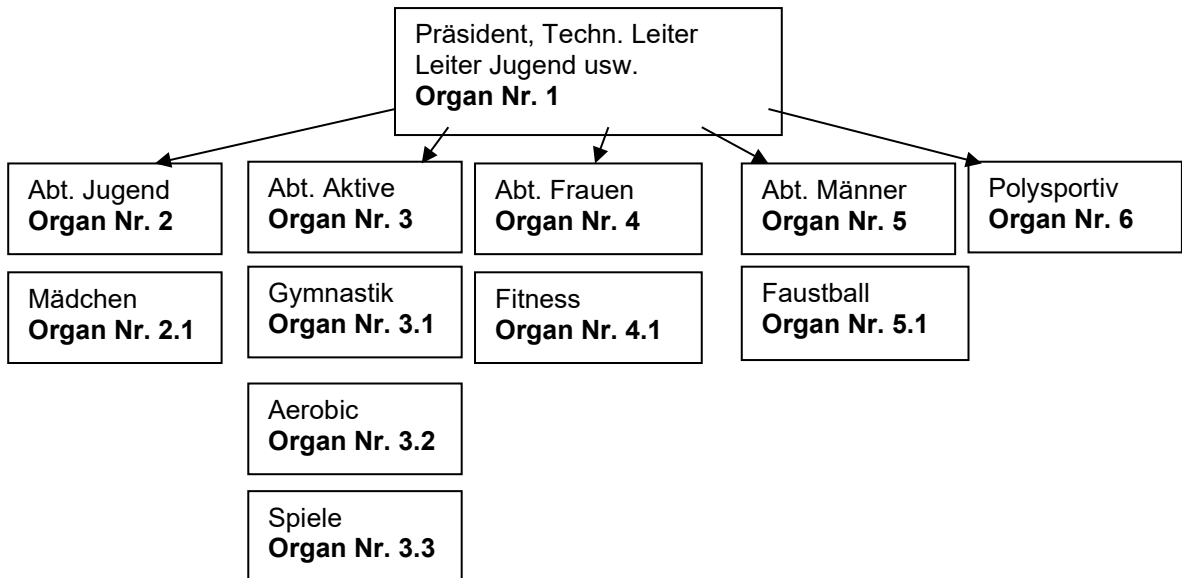 Präsident, Techn. Leiter
Leiter Jugend usw.
Organ Nr. 1
Abt. Jugend
Organ Nr. 2
Abt. Aktive
Organ Nr. 3
Abt. Frauen
Organ Nr. 4
Abt. Männer
Organ Nr. 5
Polysportiv
Organ Nr. 6
Mädchen
Organ Nr. 2.1
Gymnastik
Organ Nr. 3.1
Fitness
Organ Nr. 4.1
Faustball
Organ Nr. 5.1
Aerobic
Organ Nr. 3.2
Spiele
Organ Nr. 3.3